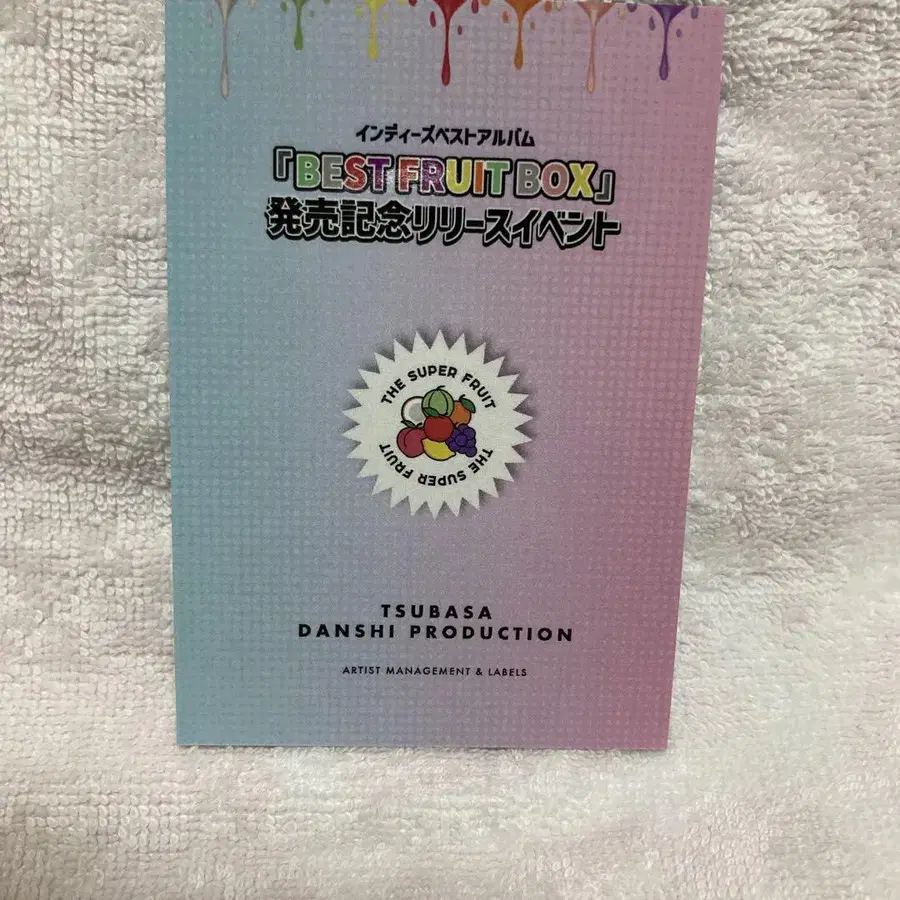 インディーズベストアルバム
『BEST FRUIT BOX』
発売記念リリースイベント
THE SUPER FRUIT
THE SUPER FRUIT
TSUBASA
DANSHI PRODUCTION
ARTIST MANAGEMENT & LABELS